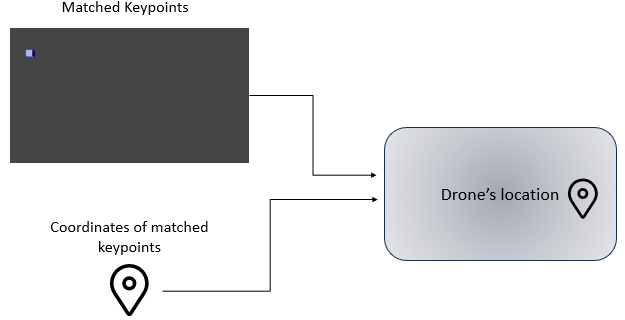 Matched Keypoints
Drone’s location
Coordinates of matched
keypoints